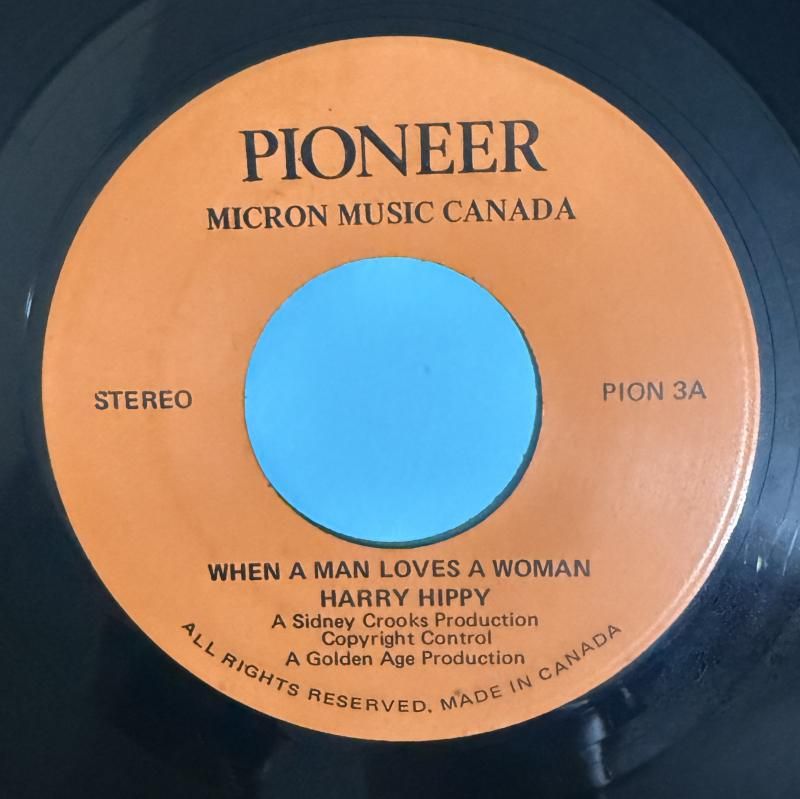 PIONEER
MICRON MUSIC CANADA
STEREO
PION 3A
WHEN A MAN LOVES A WOMAN
HARRY HIPPY
A Sidney Crooks Production
Copyright Control
A Golden Age Production
ALL RIGHTS RESERVED, MADE IN CANADA